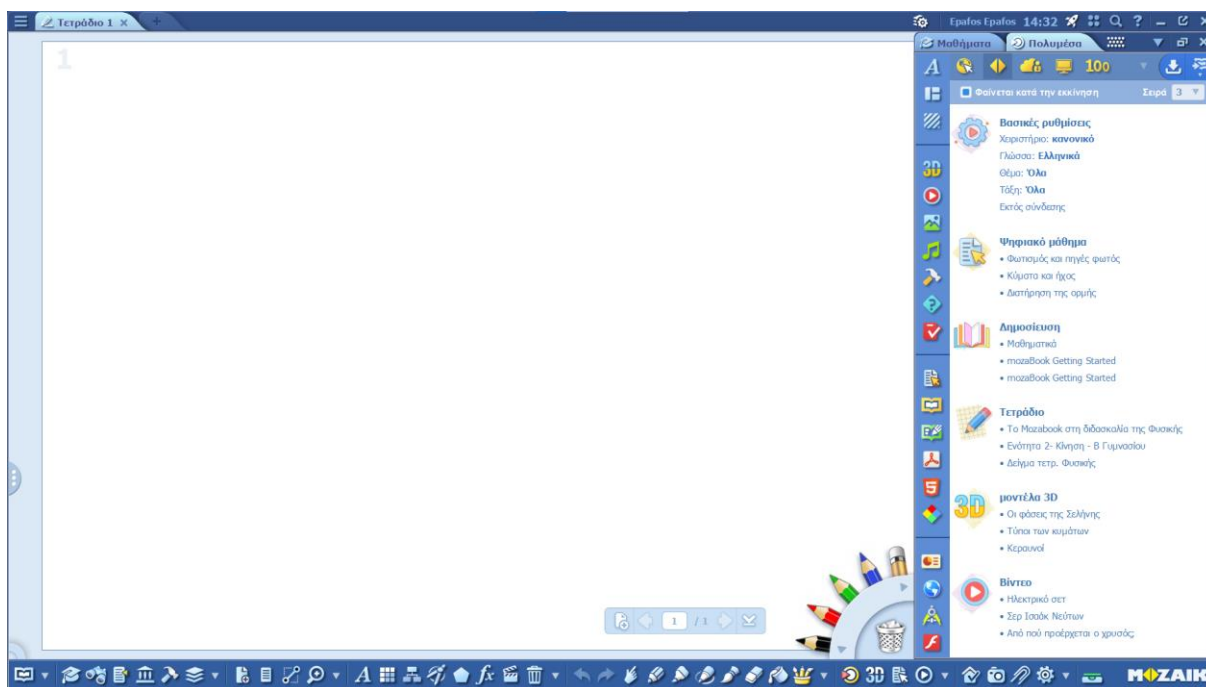 Τετράδιο 1
Epafos Epafos 14:32
Μαθήματα Πολυμέσα
1
A 100
Φαίνεται κατά την εκκίνηση Σειρά 3
Βασικές ρυθμίσεις
Χειριστήριο: κανονικό
Γλώσσα: Ελληνικά
Θέμα: Όλα
Τάξη: Όλα
Εκτός σύνδεσης
3D
Ψηφιακό μάθημα
• Φωτισμός και πηγές φωτός
• Κύματα και ήχος
• Διατήρηση της ορμής
Δημοσίευση
• Μαθηματικά
• mozaBook Getting Started
• mozaBook Getting Started
Τετράδιο
• Το Mozabook στη διδασκαλία της Φυσικής
• Ενότητα 2- Κίνηση - Β Γυμνασίου
• Δείγμα τετρ. Φυσικής
5
3D
μοντέλα 3D
• Οι φάσεις της Σελήνης
• Τύποι των κυμάτων
• Κεραυνοί
Βίντεο
• Ηλεκτρικό σετ
• Σερ Ισαάκ Νεύτων
• Από πού προέρχεται ο χρυσός;
1 / 1
A fx 3D MOZAIK